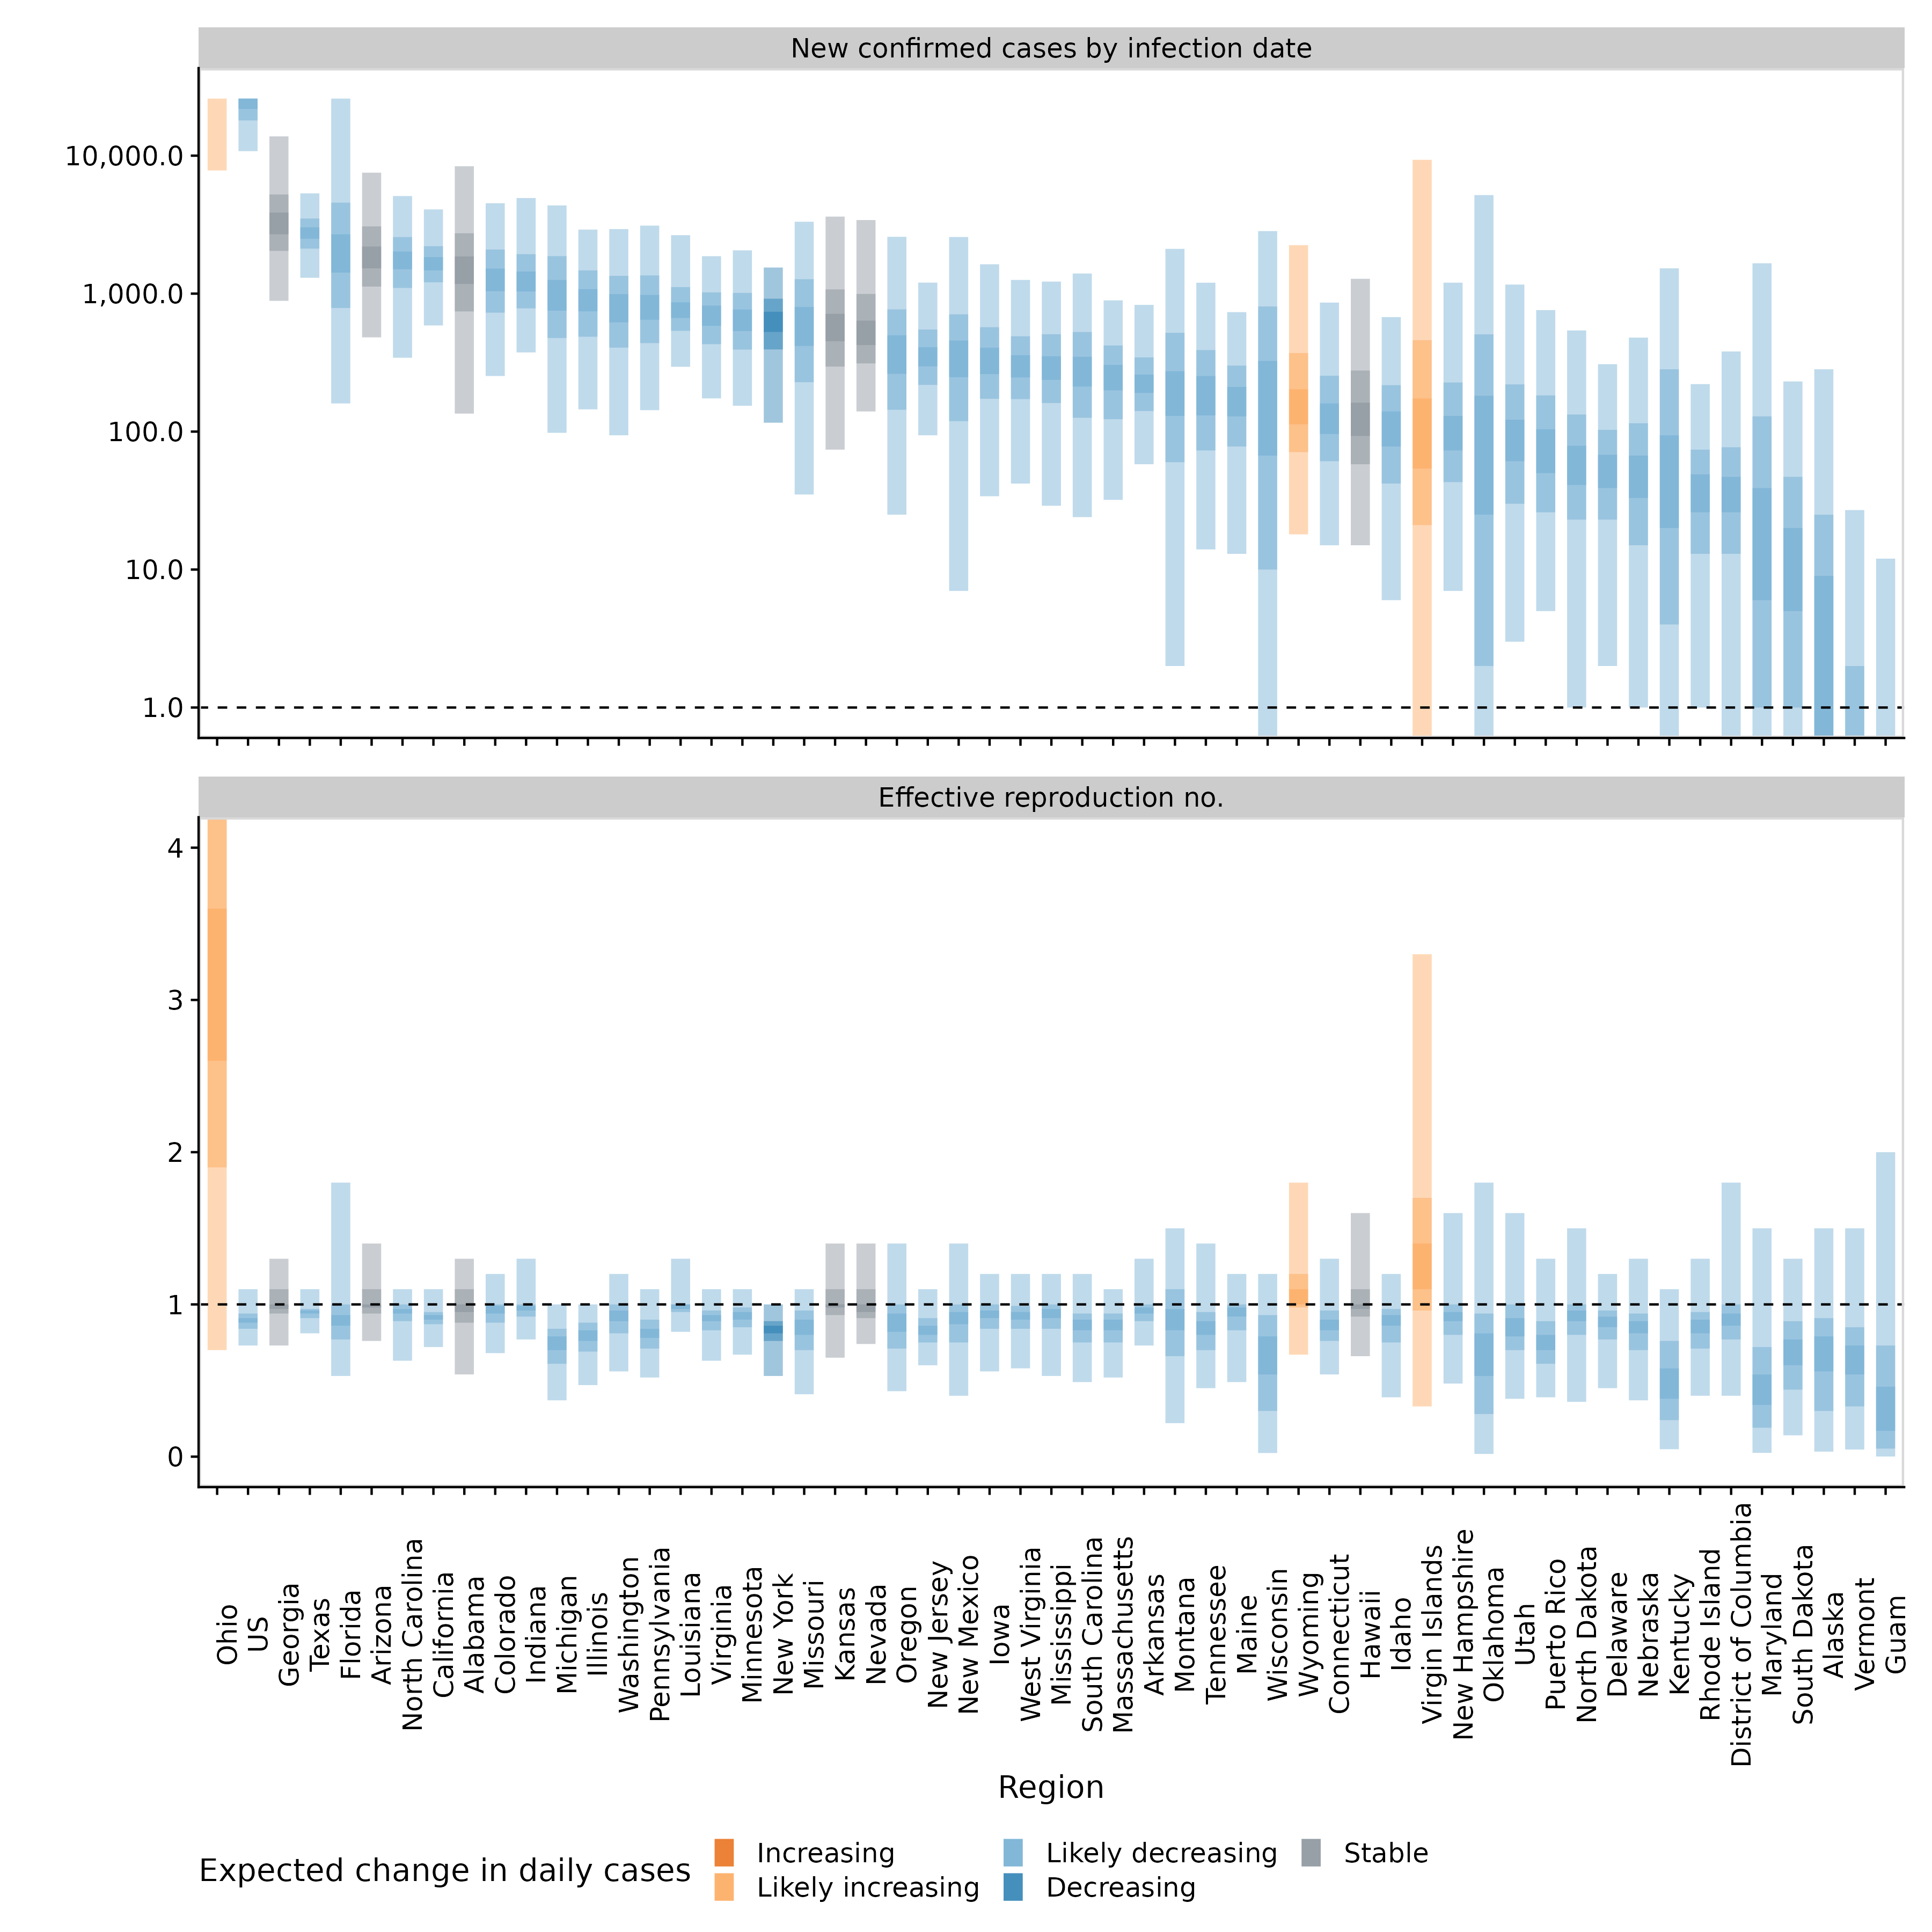 New confirmed cases by infection date
10,000.0
1,000.0
100.0
10.0
1.0
Effective reproduction no.
4
3
2
1
0
Ohio
US
Georgia
Texas
Florida
Arizona
North Carolina
California
Alabama
Colorado
Indiana
Michigan
Illinois
Washington
Pennsylvania
Louisiana
Virginia
Minnesota
New York
Missouri
Kansas
Nevada
Oregon
New Jersey
New Mexico
Iowa
West Virginia
Mississippi
South Carolina
Massachusetts
Arkansas
Montana
Tennessee
Maine
Wisconsin
Wyoming
Connecticut
Hawaii
Idaho
Virgin Islands
New Hampshire
Oklahoma
Utah
Puerto Rico
North Dakota
Delaware
Nebraska
Kentucky
Rhode Island
District of Columbia
Maryland
South Dakota
Alaska
Vermont
Guam
Region
Expected change in daily cases
Increasing
Likely increasing
Likely decreasing
Decreasing
Stable